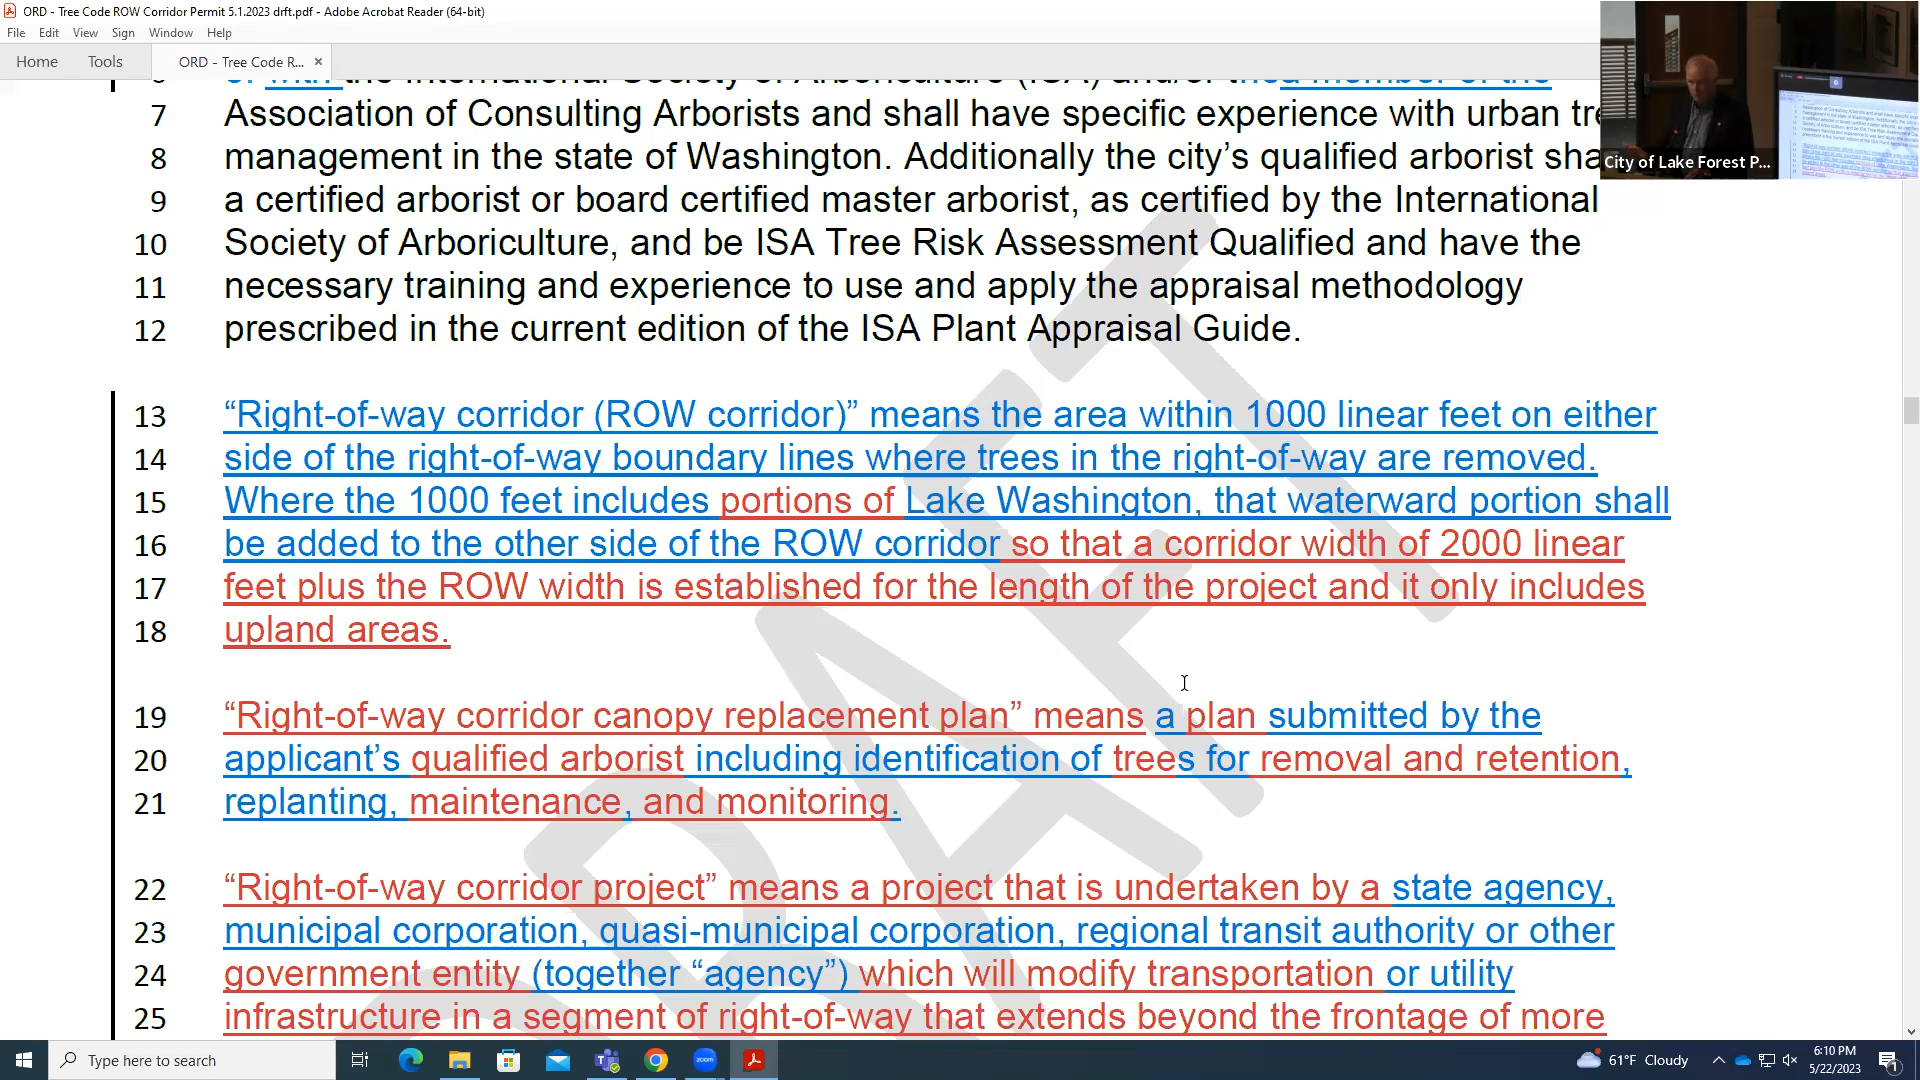 ORD - Tree Code ROW Corridor Permit 5.1.2023 drft.pdf - Adobe Acrobat Reader (64-bit)
File Edit View Sign Window Help
Home Tools ORD - Tree Code R... ×
the International Society of Arboriculture (ISA) and/or member of the
7 Association of Consulting Arborists and shall have specific experience with urban
8 management in the state of Washington. Additionally the city’s qualified arborist
9 a certified arborist or board certified master arborist, as certified by the International
10 Society of Arboriculture, and be ISA Tree Risk Assessment Qualified and have the
11 necessary training and experience to use and apply the appraisal methodology
12 prescribed in the current edition of the ISA Plant Appraisal Guide.
13 “Right-of-way corridor (ROW corridor)” means the area within 1000 linear feet on either
14 side of the right-of-way boundary lines where trees in the right-of-way are removed.
15 Where the 1000 feet includes portions of Lake Washington, that waterward portion shall
16 be added to the other side of the ROW corridor so that a corridor width of 2000 linear
17 feet plus the ROW width is established for the length of the project and it only includes
18 upland areas.
19 “Right-of-way corridor canopy replacement plan” means a plan submitted by the
20 applicant’s qualified arborist including identification of trees for removal and retention,
21 replanting, maintenance, and monitoring.
22 “Right-of-way corridor project” means a project that is undertaken by a state agency,
23 municipal corporation, quasi-municipal corporation, regional transit authority or other
24 government entity (together “agency”) which will modify transportation or utility
25 infrastructure in a segment of right-of-way that extends beyond the frontage of more
DRAFT
City of Lake Forest P...
Type here to search
zoom
61°F Cloudy
6:10 PM
5/22/2023
1